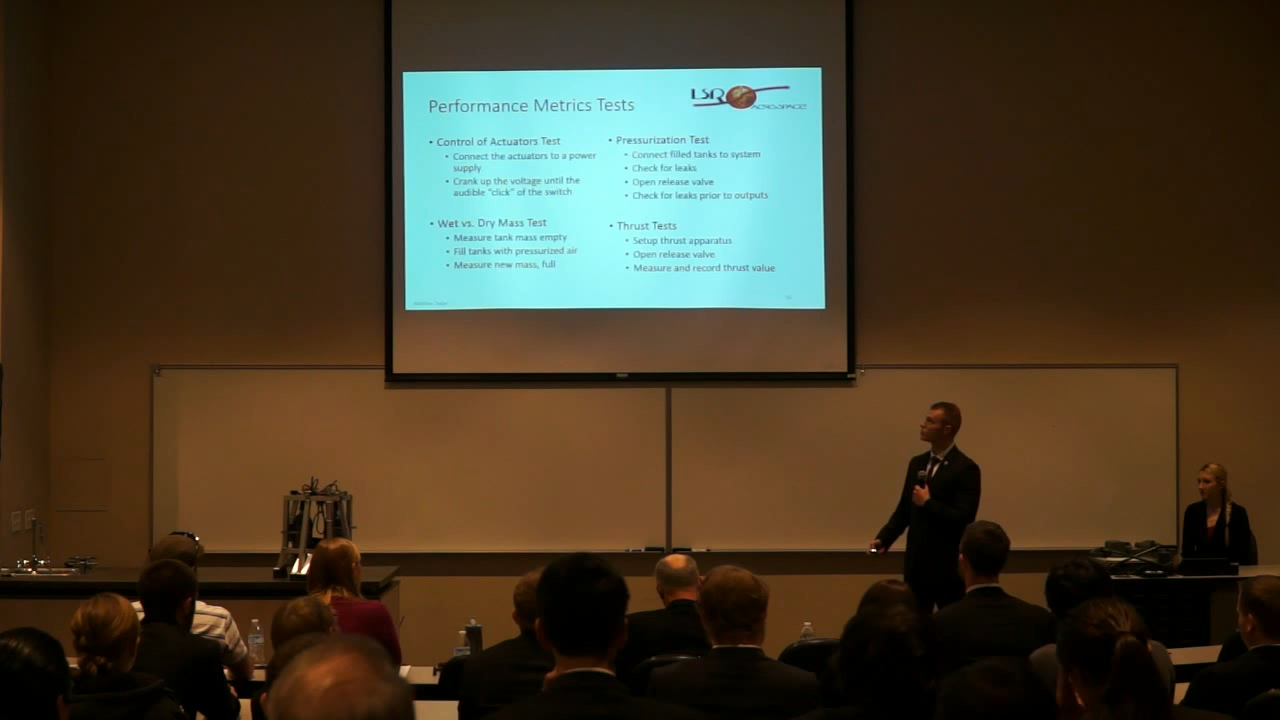 Performance Metrics Tests
LSR
AEROSPACE
• Control of Actuators Test
• Connect the actuators to a power
supply
• Crank up the voltage until the
audible "click" of the switch
• Wet vs. Dry Mass Test
• Measure tank mass empty
• Fill tanks with pressurized air
• Measure new mass, full
• Pressurization Test
• Connect filled tanks to system
• Check for leaks
• Open release valve
• Check for leaks prior to outputs
• Thrust Tests
• Setup thrust apparatus
• Open release valve
• Measure and record thrust value